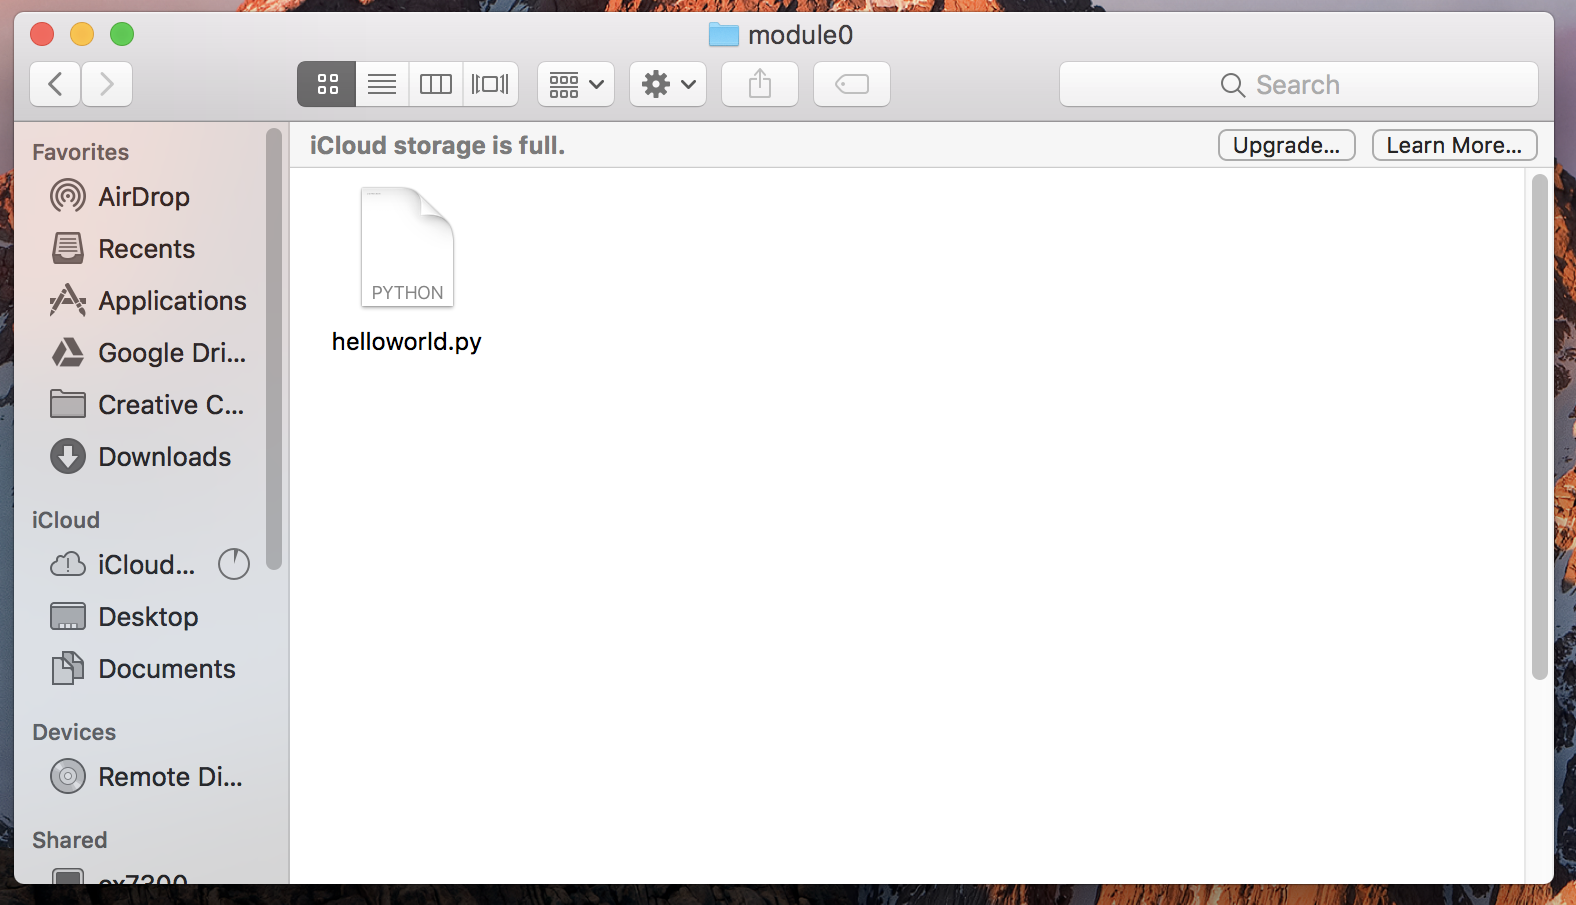 module0
Search
Favorites
AirDrop
Recents
Applications
Google Dri...
Creative C...
Downloads
iCloud
iCloud...
Desktop
Documents
Devices
Remote Di...
Shared
iCloud storage is full.
Upgrade...
Learn More...
PYTHON
helloworld.py